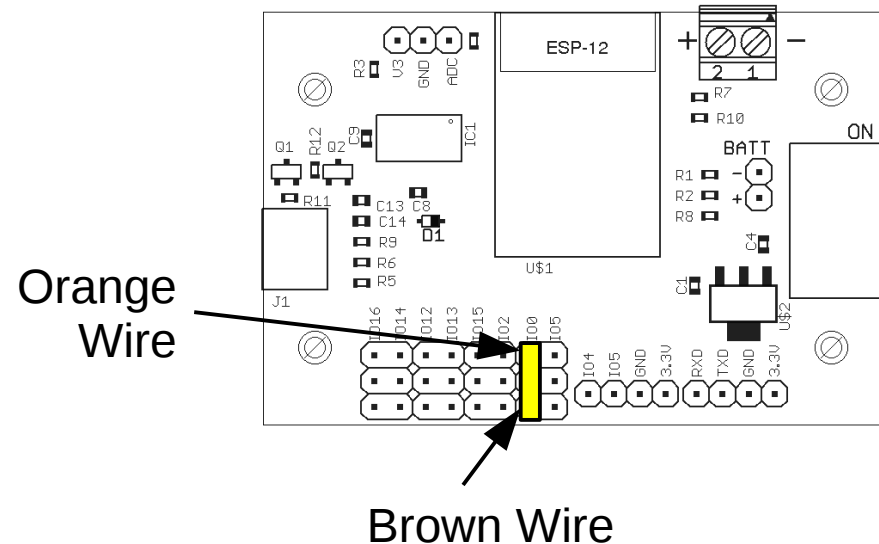 ESP-12
+ −
2 1
R3
V3
GND
ADC
R7
R10
ON
BATT
−
+
C9
IC1
Q1
R12
Q2
R1
R2
R8
R11
C13
C8
C14
D1
R9
R6
R5
C4
C1
U$1
U$2
J1
Orange
Wire
IO16
IO14
IO12
IO13
IO15
IO2
IO0
IO5
IO4
IO5
GND
3.3V
RXD
TXD
GND
3.3V
Brown Wire